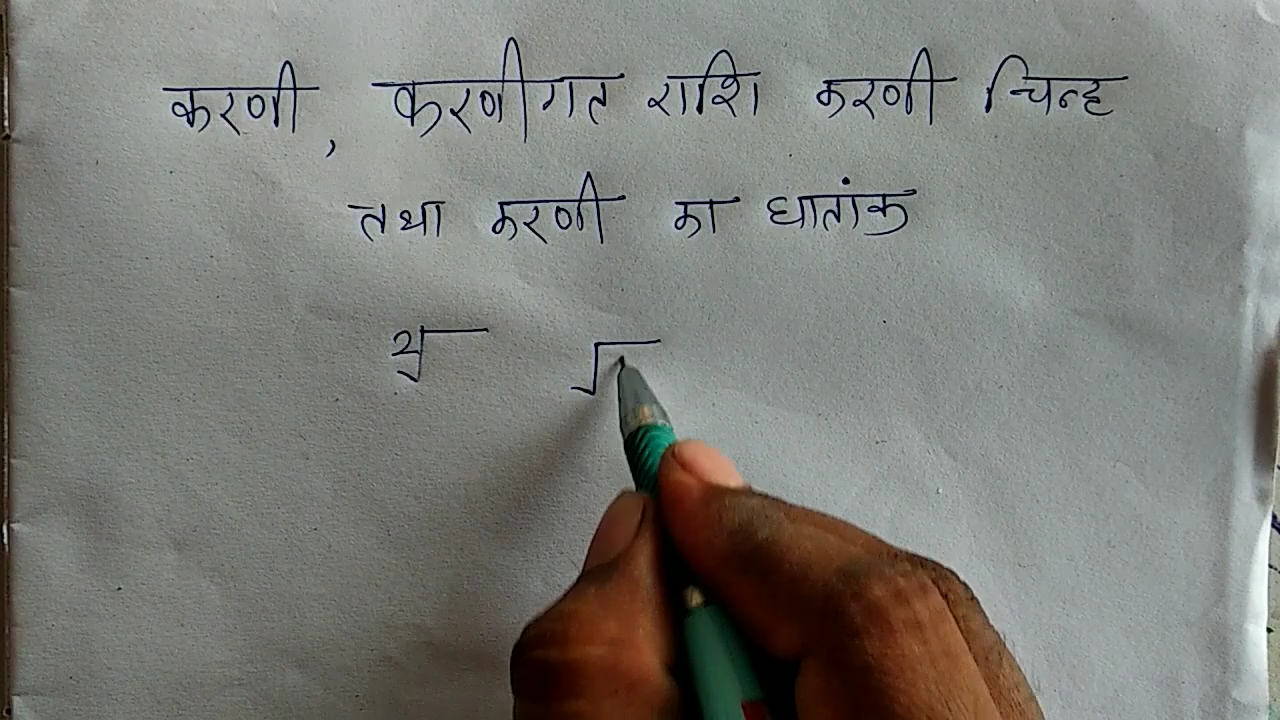 करणी, करणीगत राशि करणी चिन्ह
तथा करणी का घातांक
√ √